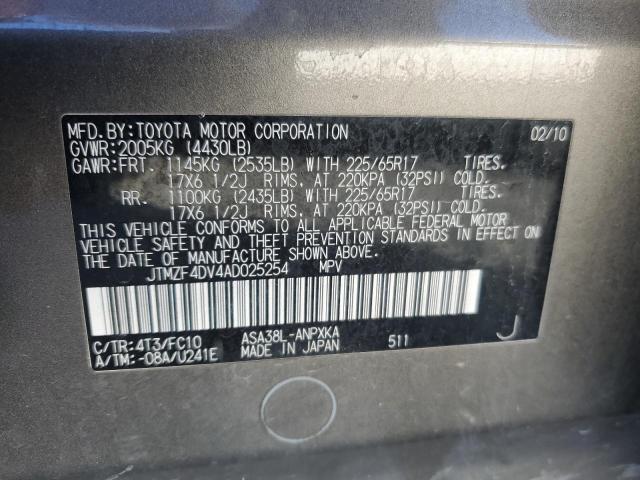 MFD.BY:TOYOTA MOTOR CORPORATION 02/10
GVWR:2005KG (4430LB)
GAWR:FRT. 1145KG (2535LB) WITH 225/65R17 TIRES.
17X6 1/2J RIMS, AT 220KPA (32PSI) COLD.
RR. 1100KG (2435LB) WITH 225/65R17 TIRES.
17X6 1/2J RIMS, AT 220KPA (32PSI) COLD.
THIS VEHICLE CONFORMS TO ALL APPLICABLE FEDERAL MOTOR
VEHICLE SAFETY AND THEFT PREVENTION STANDARDS IN EFFECT ON
THE DATE OF MANUFACTURE SHOWN ABOVE.
JTMZF4DV4AD025254 MPV
C/TR:4T3/FC10 ASA38L-ANPXKA
A/TM:-08A/U241E MADE IN JAPAN 511 J